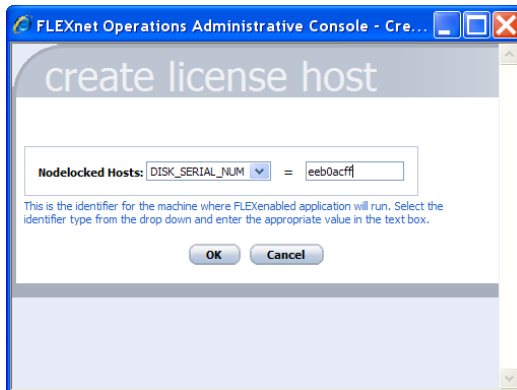 FLEXnet Operations Administrative Console - Cre...
create license host
Nodelocked Hosts: DISK_SERIAL_NUM = eeb0acff
This is the identifier for the machine where FLEXenabled application will run. Select the
identifier type from the drop down and enter the appropriate value in the text box.
OK Cancel